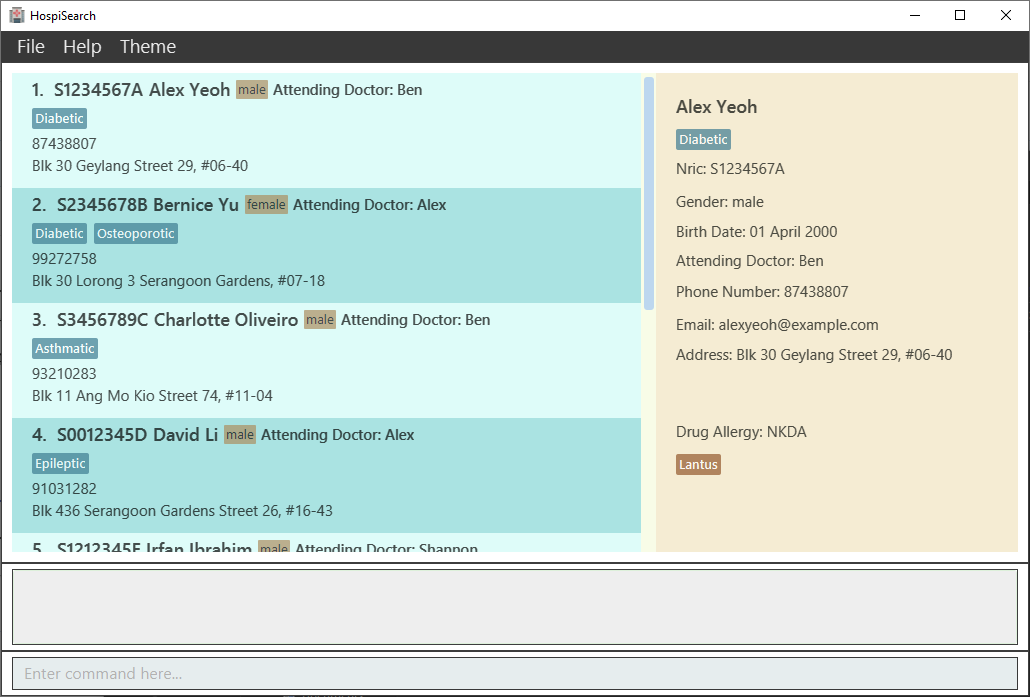 HospiSearch
File Help Theme
1. S1234567A Alex Yeoh male Attending Doctor: Ben
Diabetic
87438807
Blk 30 Geylang Street 29, #06-40
2. S2345678B Bernice Yu female Attending Doctor: Alex
Diabetic Osteoporotic
99272758
Blk 30 Lorong 3 Serangoon Gardens, #07-18
3. S3456789C Charlotte Oliveiro male Attending Doctor: Ben
Asthmatic
93210283
Blk 11 Ang Mo Kio Street 74, #11-04
4. S0012345D David Li male Attending Doctor: Alex
Epileptic
91031282
Blk 436 Serangoon Gardens Street 26, #16-43
5. Irfan Ibrahim male Attending Doctor: Shannon
Alex Yeoh
Diabetic
Nric: S1234567A
Gender: male
Birth Date: 01 April 2000
Attending Doctor: Ben
Phone Number: 87438807
Email: alexyeoh@example.com
Address: Blk 30 Geylang Street 29, #06-40
Drug Allergy: NKDA
Lantus
Enter command here...